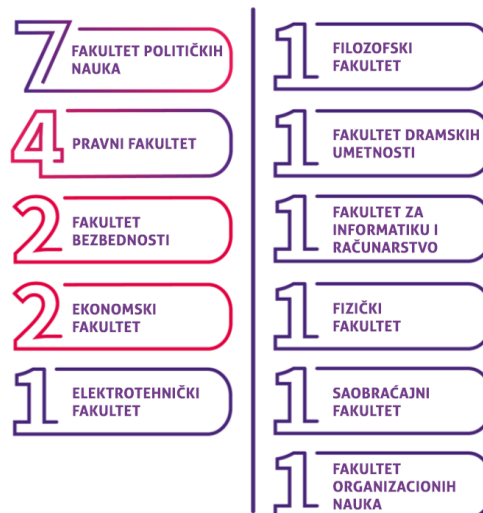 7
FAKULTET POLITIČKIH
NAUKA
4
PRAVNI FAKULTET
2
FAKULTET
BEZBEDNOSTI
2
EKONOMSKI
FAKULTET
1
ELEKTROTEHNIČKI
FAKULTET
1
FILOZOFSKI
FAKULTET
1
FAKULTET DRAMSKIH
UMETNOSTI
1
FAKULTET ZA
INFORMATIKU I
RAČUNARSTVO
1
FIZIČKI
FAKULTET
1
SAOBRAĆAJNI
FAKULTET
1
FAKULTET
ORGANIZACIONIH
NAUKA